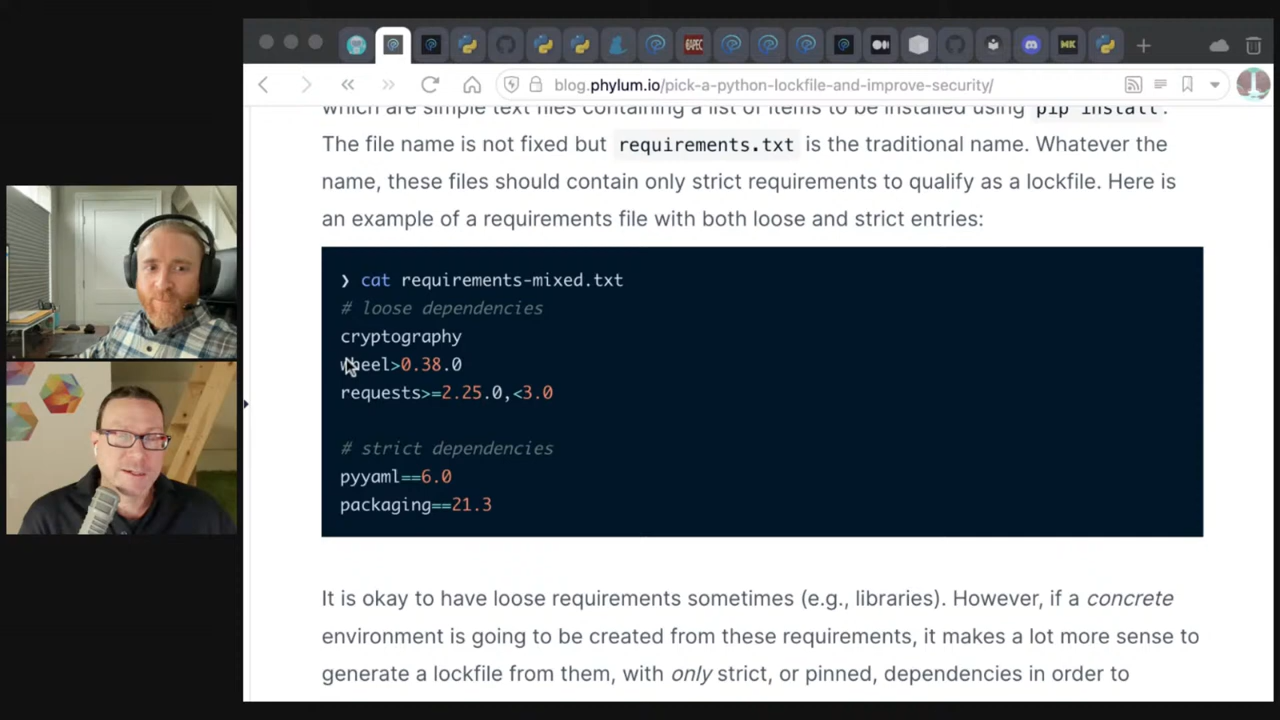 CAPEC
MK
blog.phylum.io/pick-a-python-lockfile-and-improve-security/
which are simple text files containing a list of items to be installed using pip install.
The file name is not fixed but requirements.txt is the traditional name. Whatever the
name, these files should contain only strict requirements to qualify as a lockfile. Here is
an example of a requirements file with both loose and strict entries:
❯ cat requirements-mixed.txt
# loose dependencies
cryptography
wheel>0.38.0
requests>=2.25.0,<3.0
# strict dependencies
pyyaml==6.0
packaging==21.3
It is okay to have loose requirements sometimes (e.g., libraries). However, if a concrete
environment is going to be created from these requirements, it makes a lot more sense to
generate a lockfile from them, with only strict, or pinned, dependencies in order to